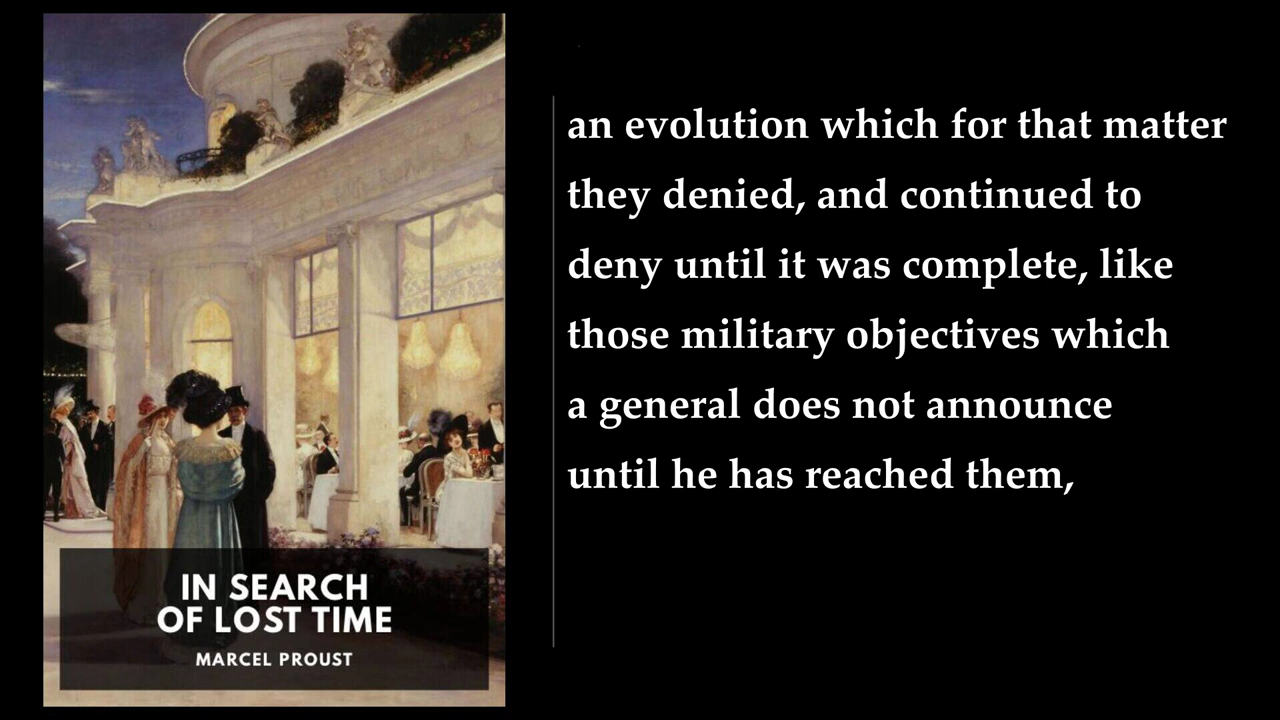 IN SEARCH
OF LOST TIME
MARCEL PROUST
an evolution which for that matter
they denied, and continued to
deny until it was complete, like
those military objectives which
a general does not announce
until he has reached them,